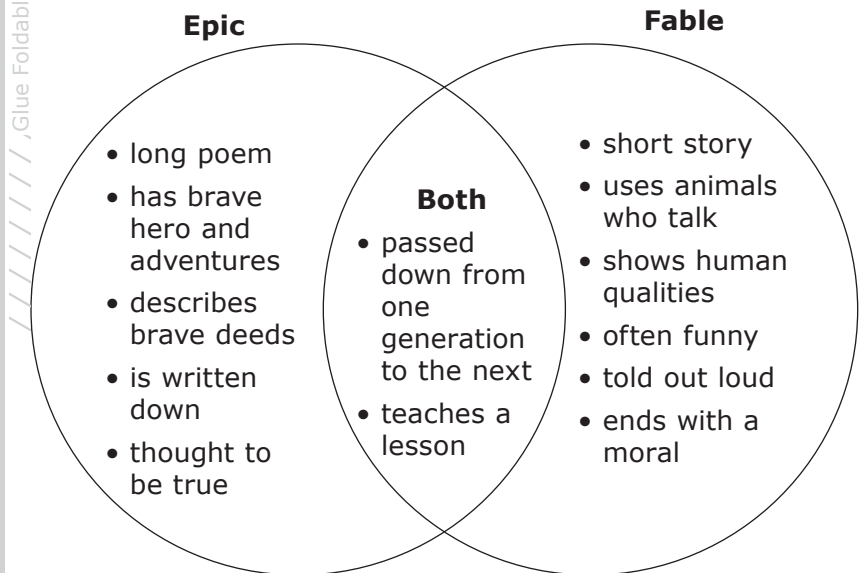 Glue Foldabl
Epic
• long poem
• has brave
hero and
adventures
• describes
brave deeds
• is written
down
• thought to
be true
Both
• passed
down from
one
generation
to the next
• teaches a
lesson
Fable
• short story
• uses animals
who talk
• shows human
qualities
• often funny
• told out loud
• ends with a
moral